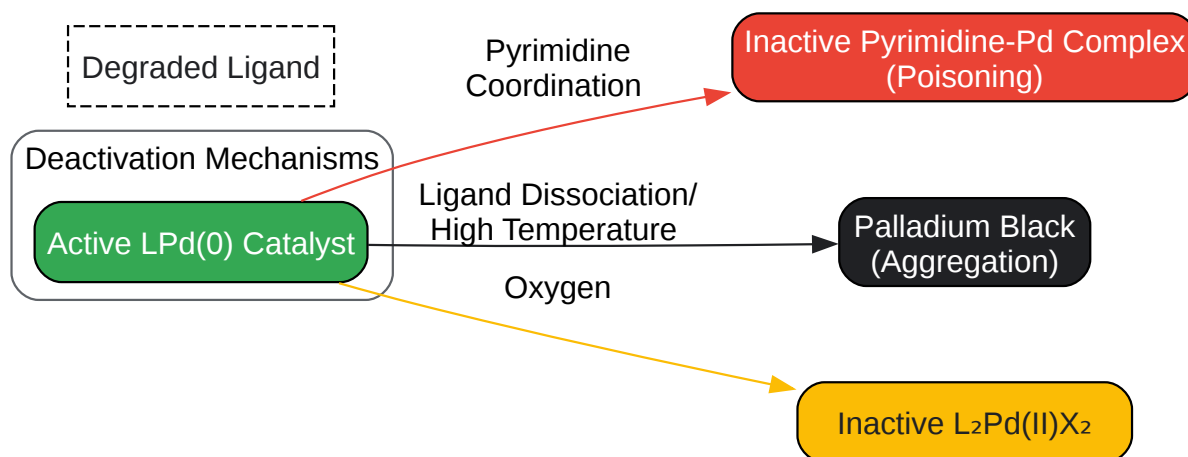 Degraded Ligand
Pyrimidine
Coordination
Inactive Pyrimidine-Pd Complex
(Poisoning)
Deactivation Mechanisms
Active LPd(0) Catalyst
Ligand Dissociation/
High Temperature
Palladium Black
(Aggregation)
Oxygen
Inactive L₂Pd(II)X₂